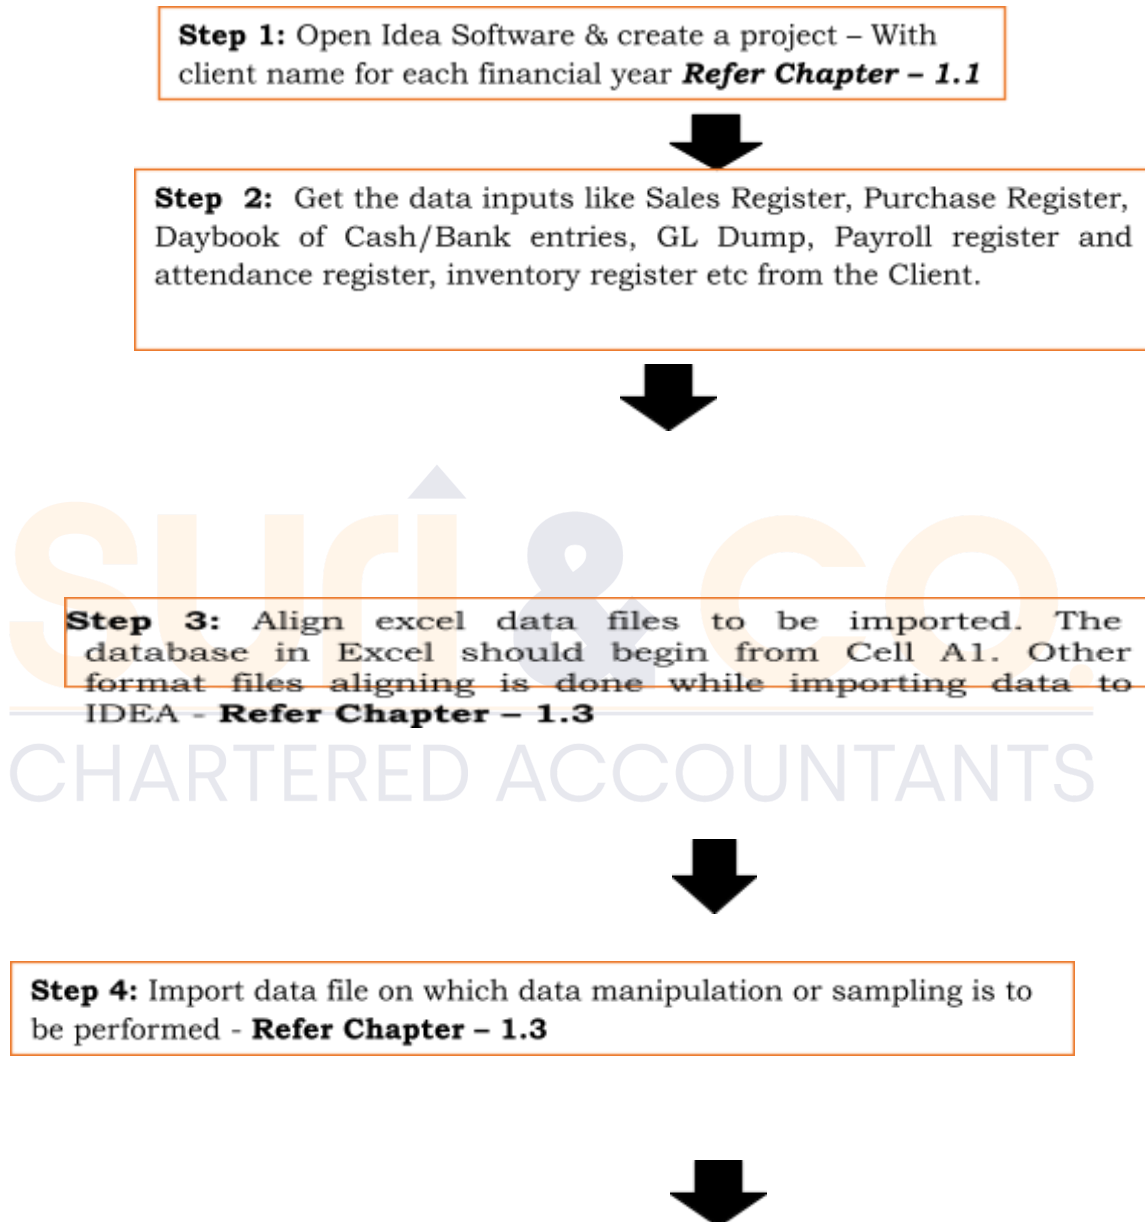 Step 1: Open Idea Software & create a project – With
client name for each financial year Refer Chapter – 1.1
Step 2: Get the data inputs like Sales Register, Purchase Register,
Daybook of Cash/Bank entries, GL Dump, Payroll register and
attendance register, inventory register etc from the Client.
suri & co.
Step 3: Align excel data files to be imported. The
database in Excel should begin from Cell A1. Other
format files aligning is done while importing data to
IDEA - Refer Chapter – 1.3
CHARTERED ACCOUNTANTS
Step 4: Import data file on which data manipulation or sampling is to
be performed - Refer Chapter – 1.3